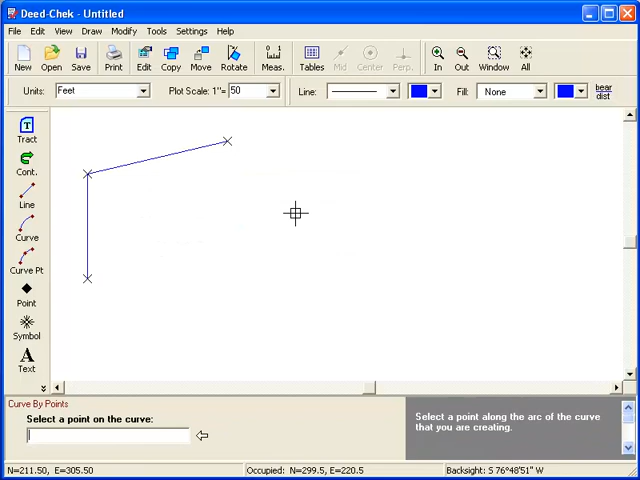 Deed-Chek - Untitled
File Edit View Draw Modify Tools Settings Help
New Open Save Print Edit Copy Move Rotate Meas. Tables Mid Center Perp. In Out Window All
Units: Feet Plot Scale: 1"= 50 Line: Fill: None bear dist
Tract
Cont.
Line
Curve
Curve Pt
Point
Symbol
T
Text
Curve By Points
Select a point on the curve:
Select a point along the arc of the curve
that you are creating.
N=211.50, E=305.50 Occupied: N=299.5, E=220.5 Backsight: S 76°48'51" W